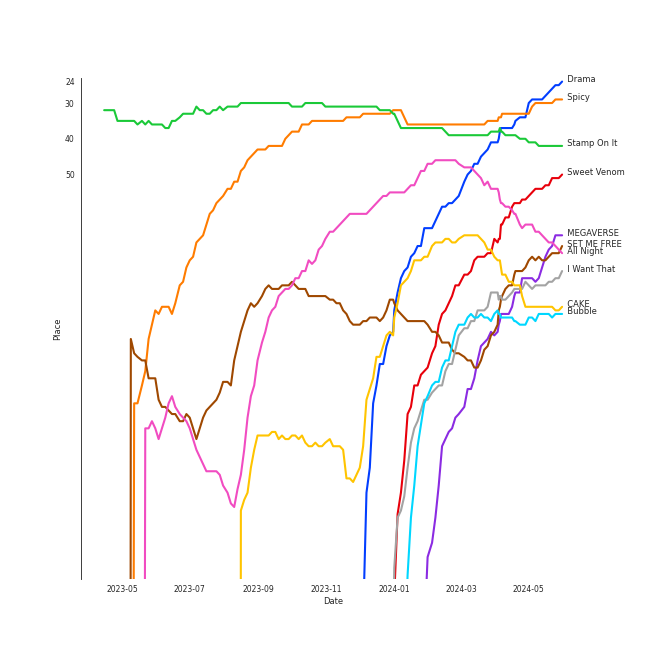 24
30
40
50
Place
Drama
Spicy
Stamp On It
Sweet Venom
MEGAVERSE
SET ME FREE
All Night
I Want That
CAKE
Bubble
2023-05 2023-07 2023-09 2023-11 2024-01 2024-03 2024-05
Date